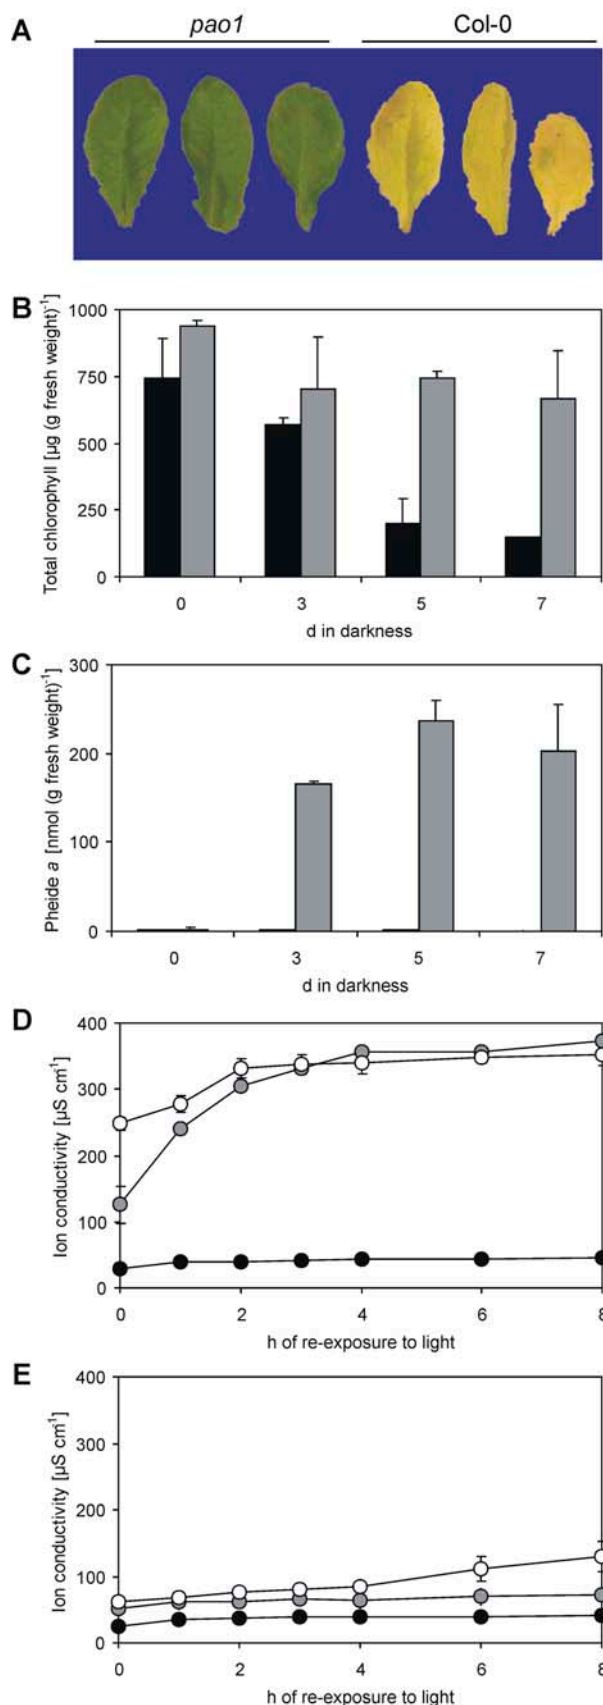 A
pao1 Col-0
B
Total chlorophyll [µg (g fresh weight)-1]
1000
750
500
250
0
0 3 5 7
d in darkness
C
Pheide a [nmol (g fresh weight)-1]
300
200
100
0
0 3 5 7
d in darkness
D
Ion conductivity [µS cm-1]
400
300
200
100
0
0 2 4 6 8
h of re-exposure to light
E
Ion conductivity [µS cm-1]
400
300
200
100
0
0 2 4 6 8
h of re-exposure to light